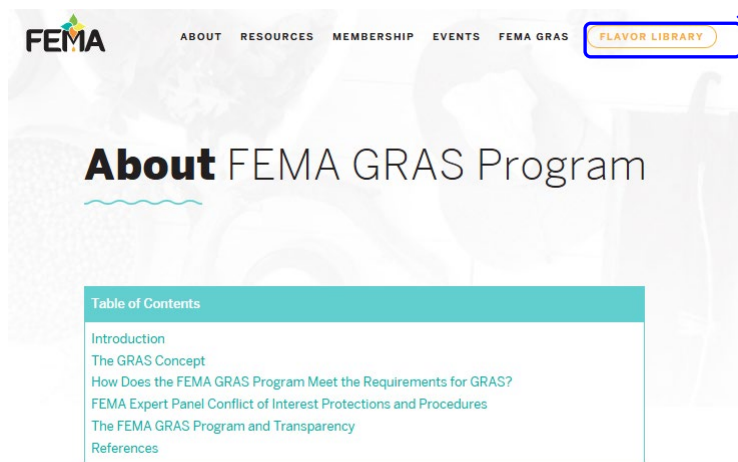 FEMA
ABOUT RESOURCES MEMBERSHIP EVENTS FEMA GRAS FLAVOR LIBRARY
About FEMA GRAS Program
Table of Contents
Introduction
The GRAS Concept
How Does the FEMA GRAS Program Meet the Requirements for GRAS?
FEMA Expert Panel Conflict of Interest Protections and Procedures
The FEMA GRAS Program and Transparency
References